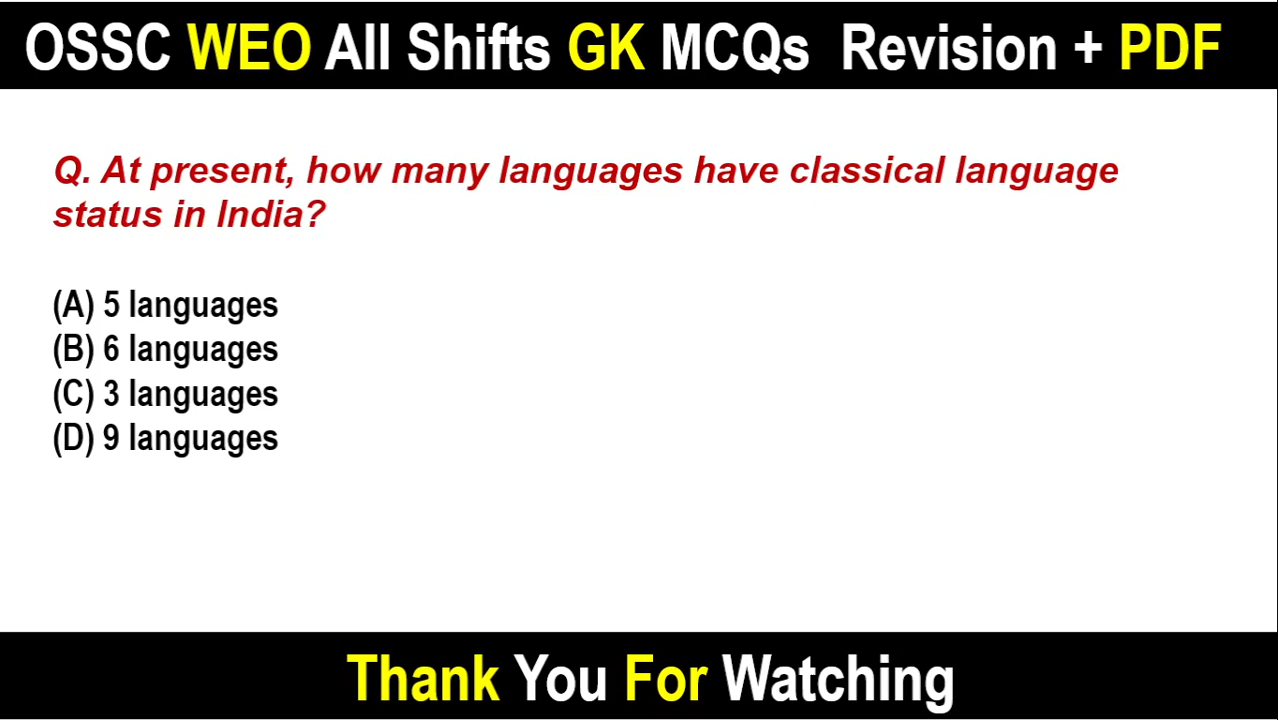 OSSC WEO All Shifts GK MCQs Revision + PDF
Q. At present, how many languages have classical language
status in India?
(A) 5 languages
(B) 6 languages
(C) 3 languages
(D) 9 languages
Thank You For Watching